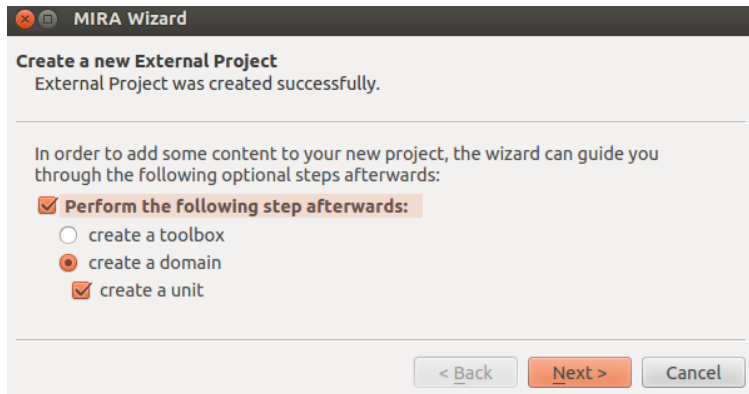 MIRA Wizard
Create a new External Project
External Project was created successfully.
In order to add some content to your new project, the wizard can guide you
through the following optional steps afterwards:
Perform the following step afterwards:
create a toolbox
create a domain
create a unit
< Back Next > Cancel